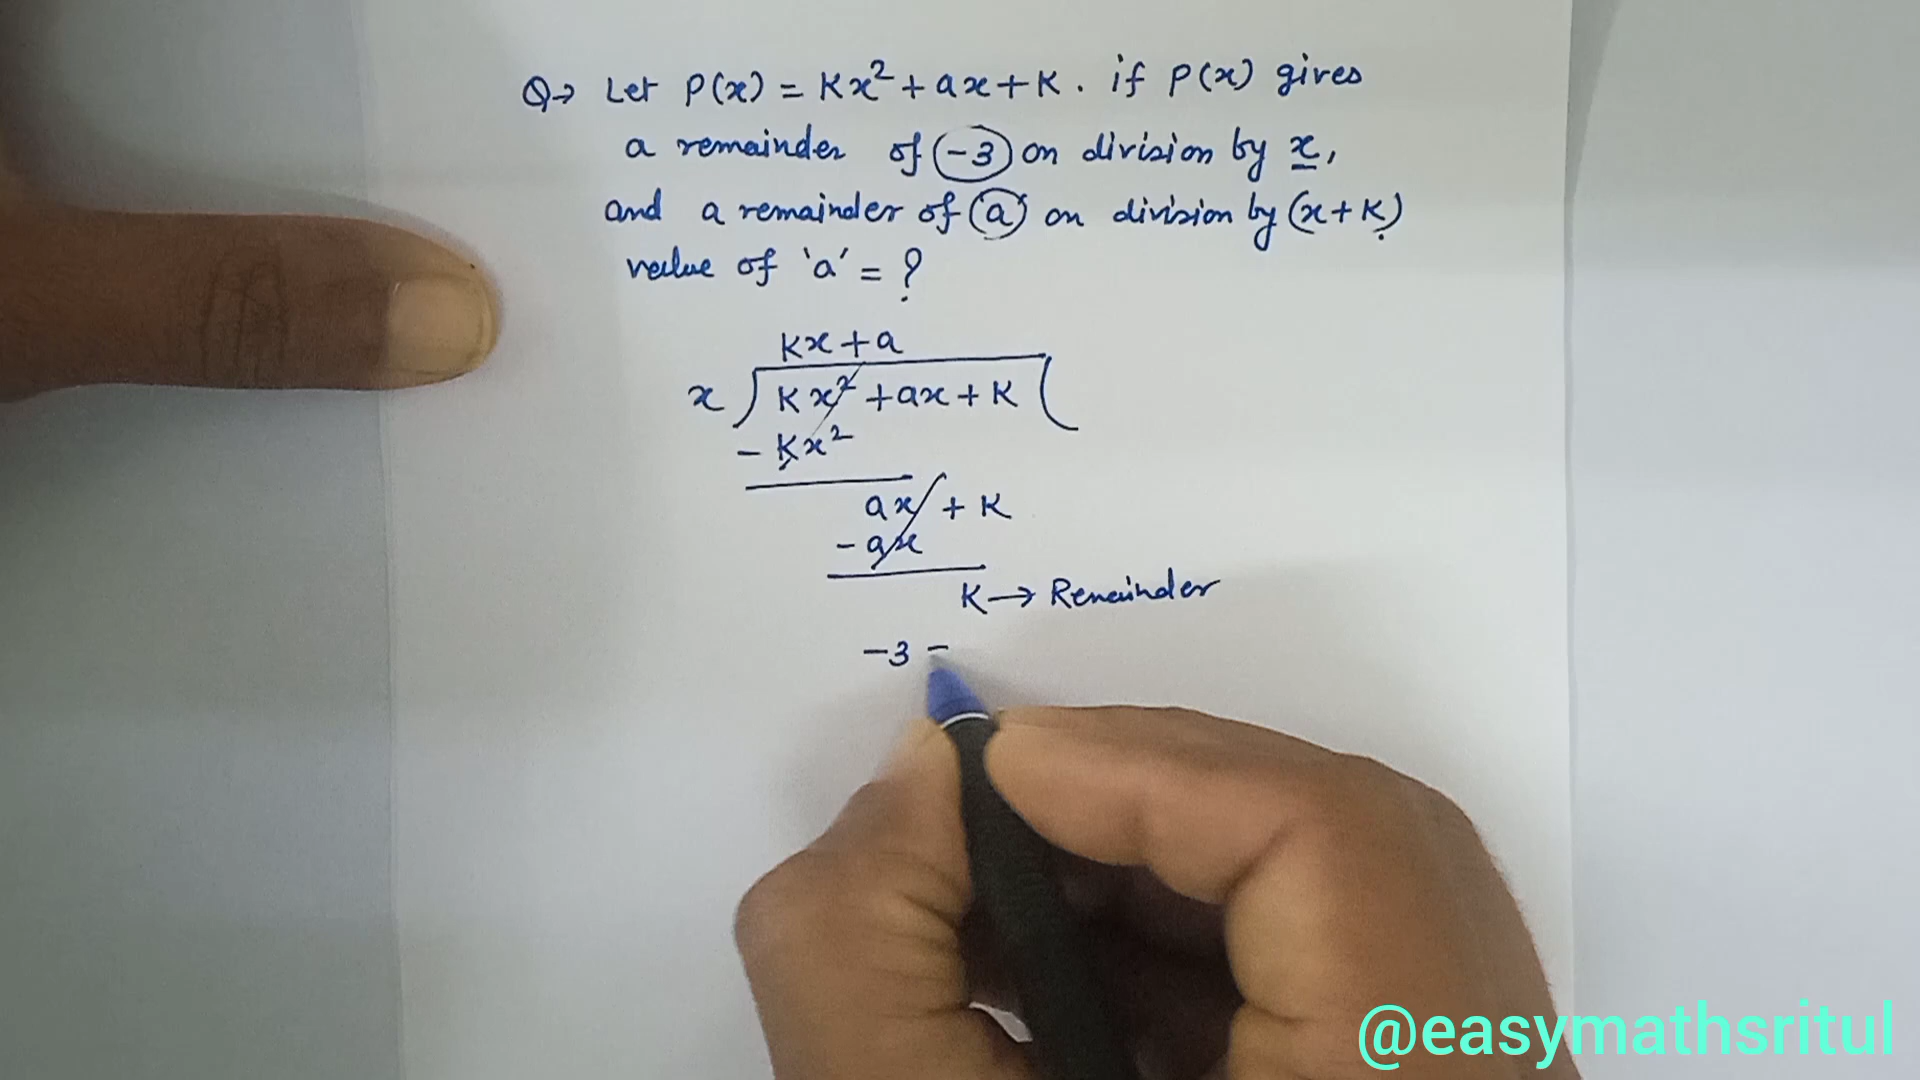 Q→ Let P(x) = Kx² + ax + K. if P(x) gives
a remainder of -3 on division by x,
and a remainder of a on division by (x + K)
value of 'a' = ?
Kx + a
x ) Kx² + ax + K (
- Kx²
ax + K
- ax
K → Remainder
-3 -
@easymathsritul